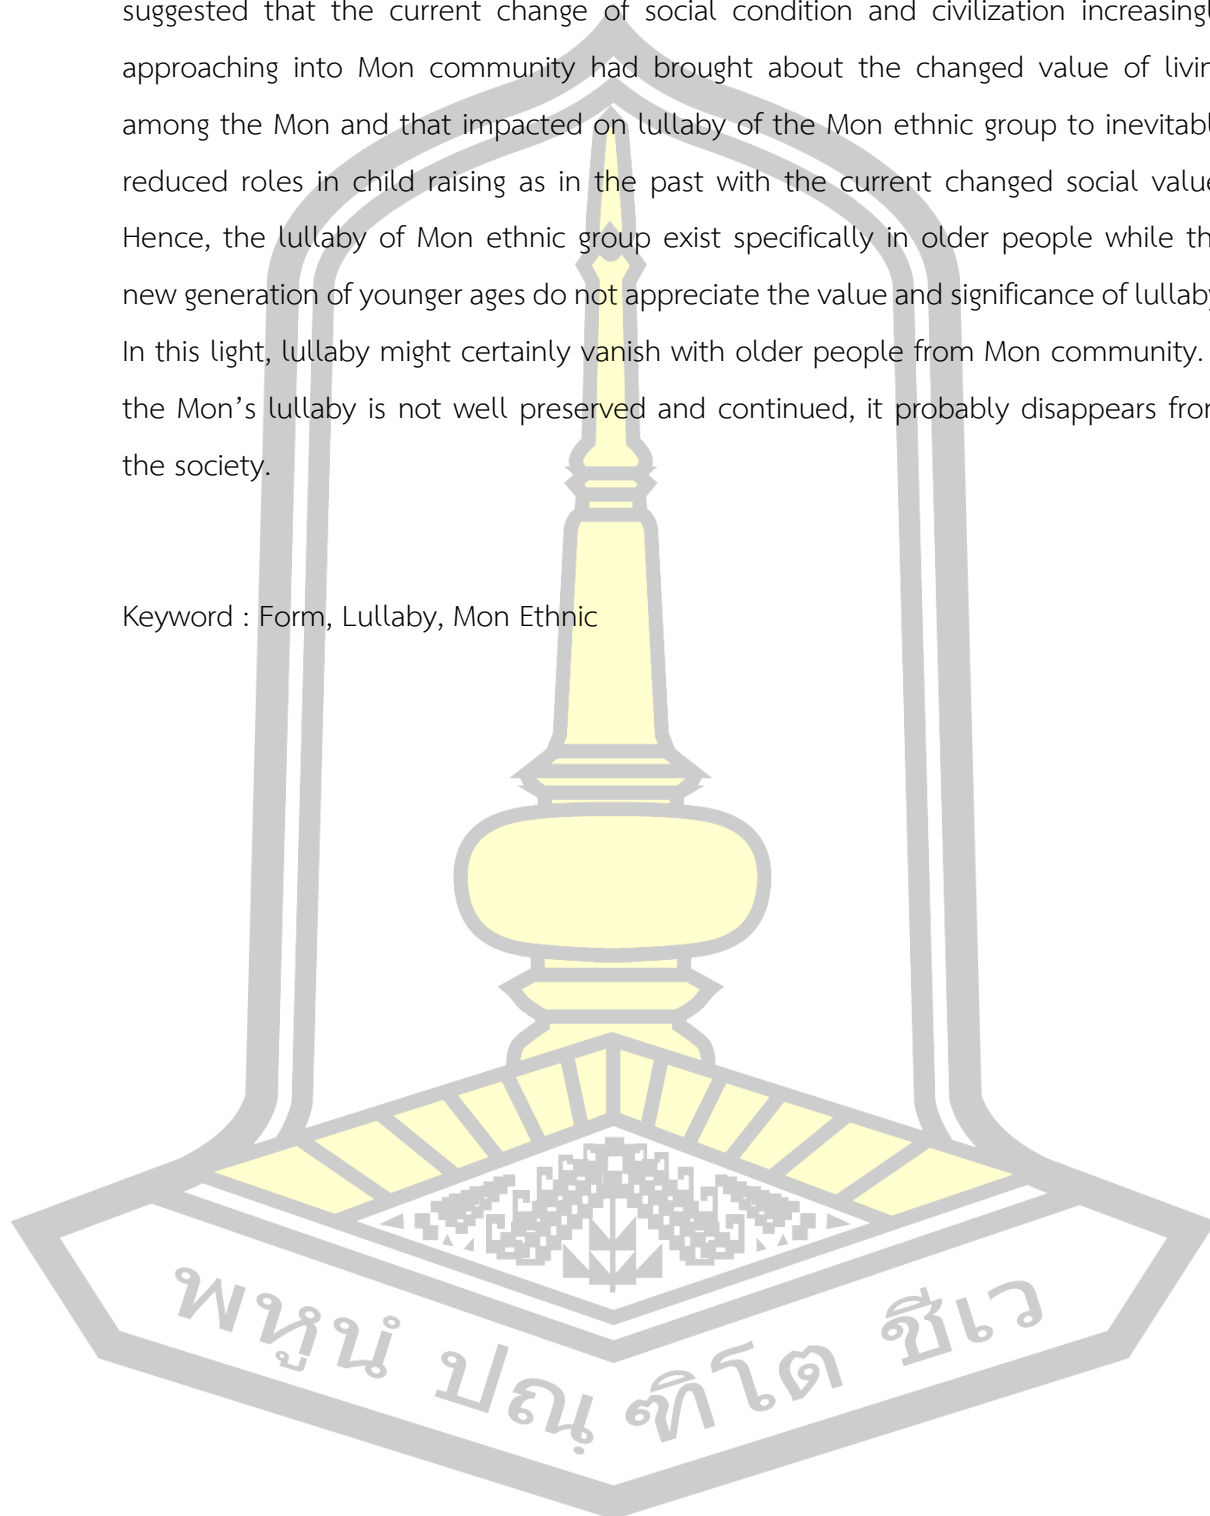 suggested that the current change of social condition and civilization increasingl
approaching into Mon community had brought about the changed value of livin
among the Mon and that impacted on lullaby of the Mon ethnic group to inevitabl
reduced roles in child raising as in the past with the current changed social value
Hence, the lullaby of Mon ethnic group exist specifically in older people while th
new generation of younger ages do not appreciate the value and significance of lullaby
In this light, lullaby might certainly vanish with older people from Mon community.
the Mon’s lullaby is not well preserved and continued, it probably disappears from
the society.
Keyword : Form, Lullaby, Mon Ethnic
พหูนํ ปณฺ ฑิโต ชีเว